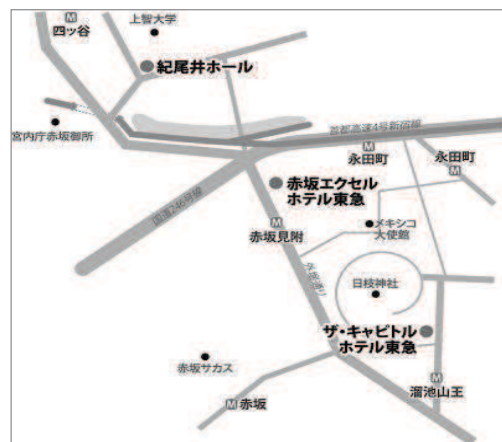 上智大学
M
四ッ谷
紀尾井ホール
宮内庁赤坂御所
首都高速4号新宿線
M
永田町
永田町
M
赤坂エクセル
ホテル東急
国道246号線
M
赤坂見附
メキシコ
大使館
外堀通り
日枝神社
ザ・キャピトル
ホテル東急
赤坂サカス
M
溜池山王
M 赤坂